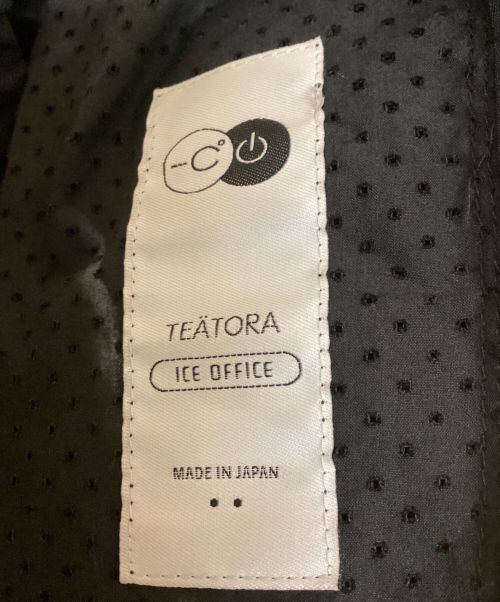 -C°
TEÄTORA
ICE OFFICE
MADE IN JAPAN